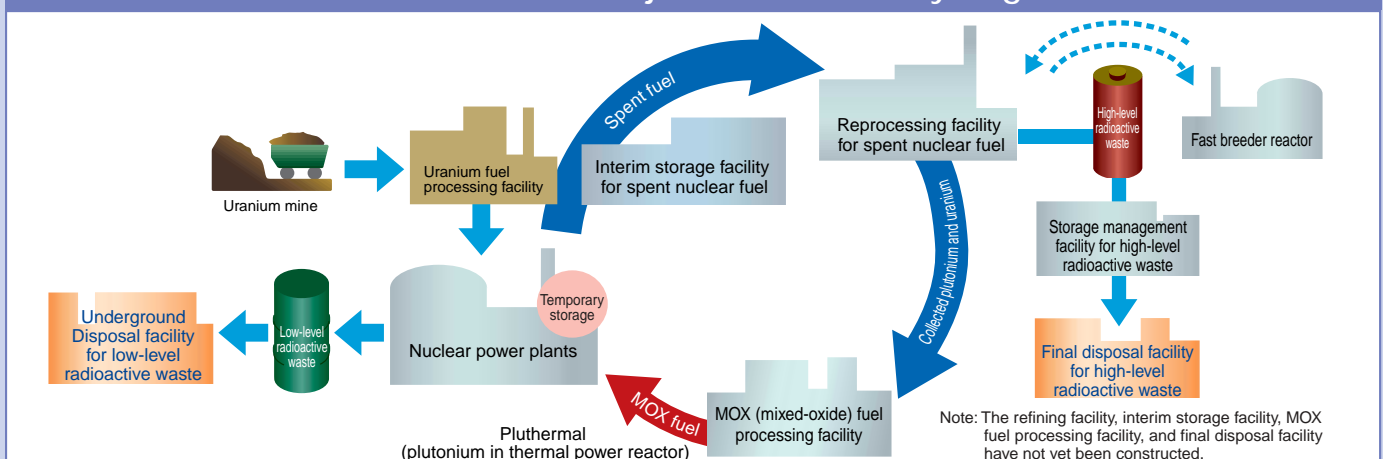 Uranium mine
Uranium fuel
processing facility
Spent fuel
Interim storage facility
for spent nuclear fuel
Reprocessing facility
for spent nuclear fuel
High-level
radioactive
waste
Fast breeder reactor
Storage management
facility for high-level
radioactive waste
Final disposal facility
for high-level
radioactive waste
Collected plutonium and uranium
Underground
Disposal facility
for low-level
radioactive waste
Low-level
radioactive
waste
Nuclear power plants
Temporary
storage
MOX fuel
MOX (mixed-oxide) fuel
processing facility
Pluthermal
(plutonium in thermal power reactor)
Note: The refining facility, interim storage facility, MOX
fuel processing facility, and final disposal facility
have not yet been constructed.